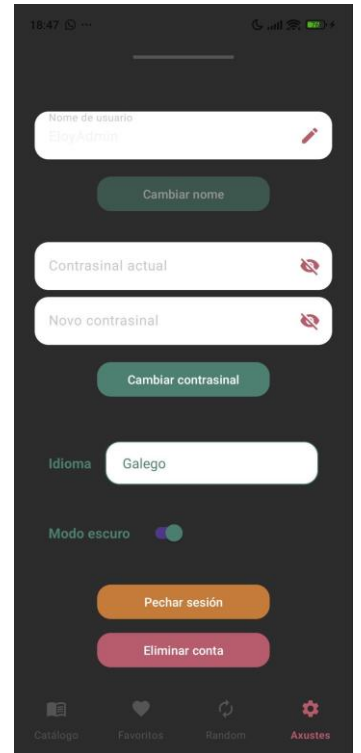 18:47 ...
Nome de usuario
EloyAdmin
Cambiar nome
Contrasinal actual
Novo contrasinal
Cambiar contrasinal
Idioma
Galego
Modo escuro
Pechar sesión
Eliminar conta
Catálogo Favoritos Random Axustes